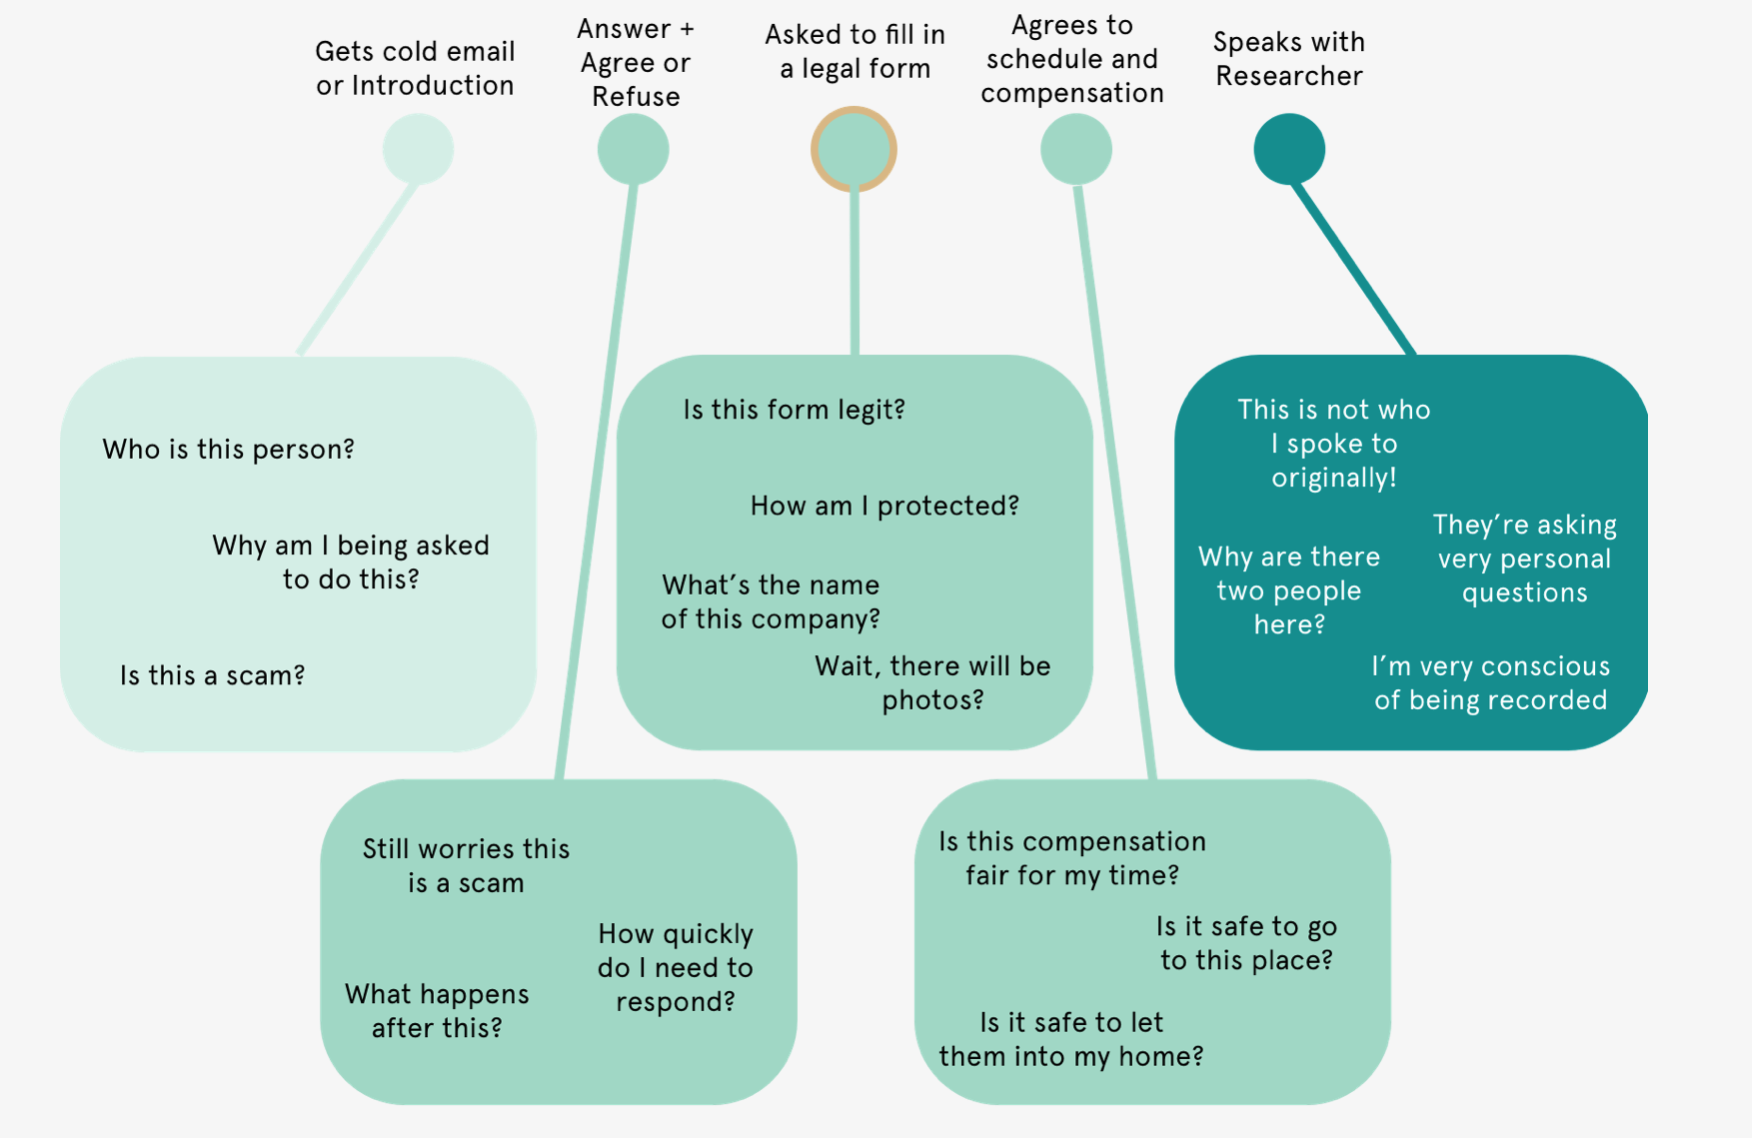 Gets cold email
or Introduction
Answer +
Agree or
Refuse
Asked to fill in
a legal form
Agrees to
schedule and
compensation
Speaks with
Researcher
Who is this person?
Why am I being asked
to do this?
Is this a scam?
Still worries this
is a scam
How quickly
do I need to
respond?
What happens
after this?
Is this form legit?
How am I protected?
What's the name
of this company?
Wait, there will be
photos?
Is this compensation
fair for my time?
Is it safe to go
to this place?
Is it safe to let
them into my home?
This is not who
I spoke to
originally!
They're asking
very personal
questions
Why are there
two people
here?
I'm very conscious
of being recorded